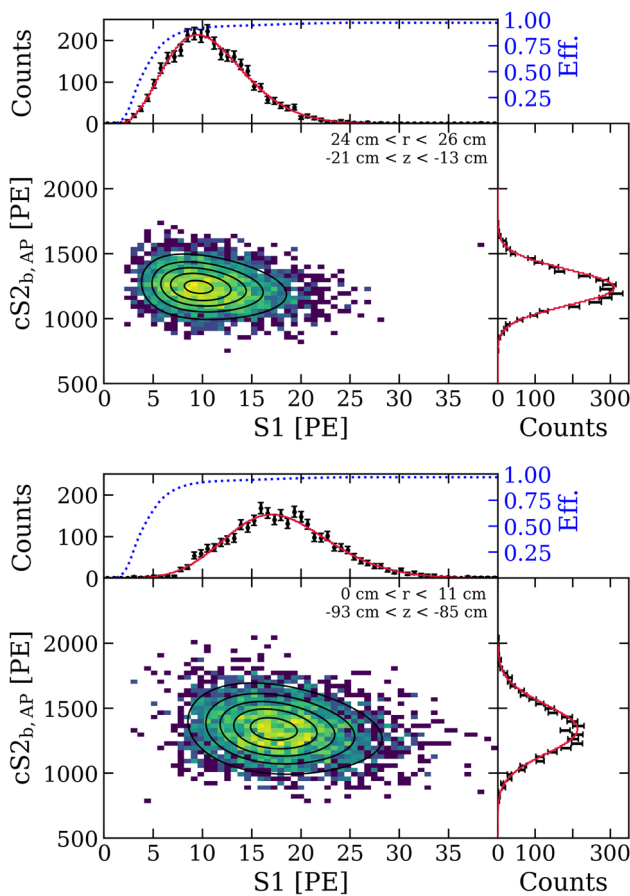 200
100
0
Counts
1.00
0.75
0.50
0.25
Eff.
24 cm < r < 26 cm
-21 cm < z < -13 cm
2000
1500
1000
500
cS2b, AP [PE]
0 5 10 15 20 25 30 35
S1 [PE]
0 100 300
Counts
200
100
0
Counts
1.00
0.75
0.50
0.25
Eff.
0 cm < r < 11 cm
-93 cm < z < -85 cm
2000
1500
1000
500
cS2b, AP [PE]
0 5 10 15 20 25 30 35
S1 [PE]
0 100 300
Counts